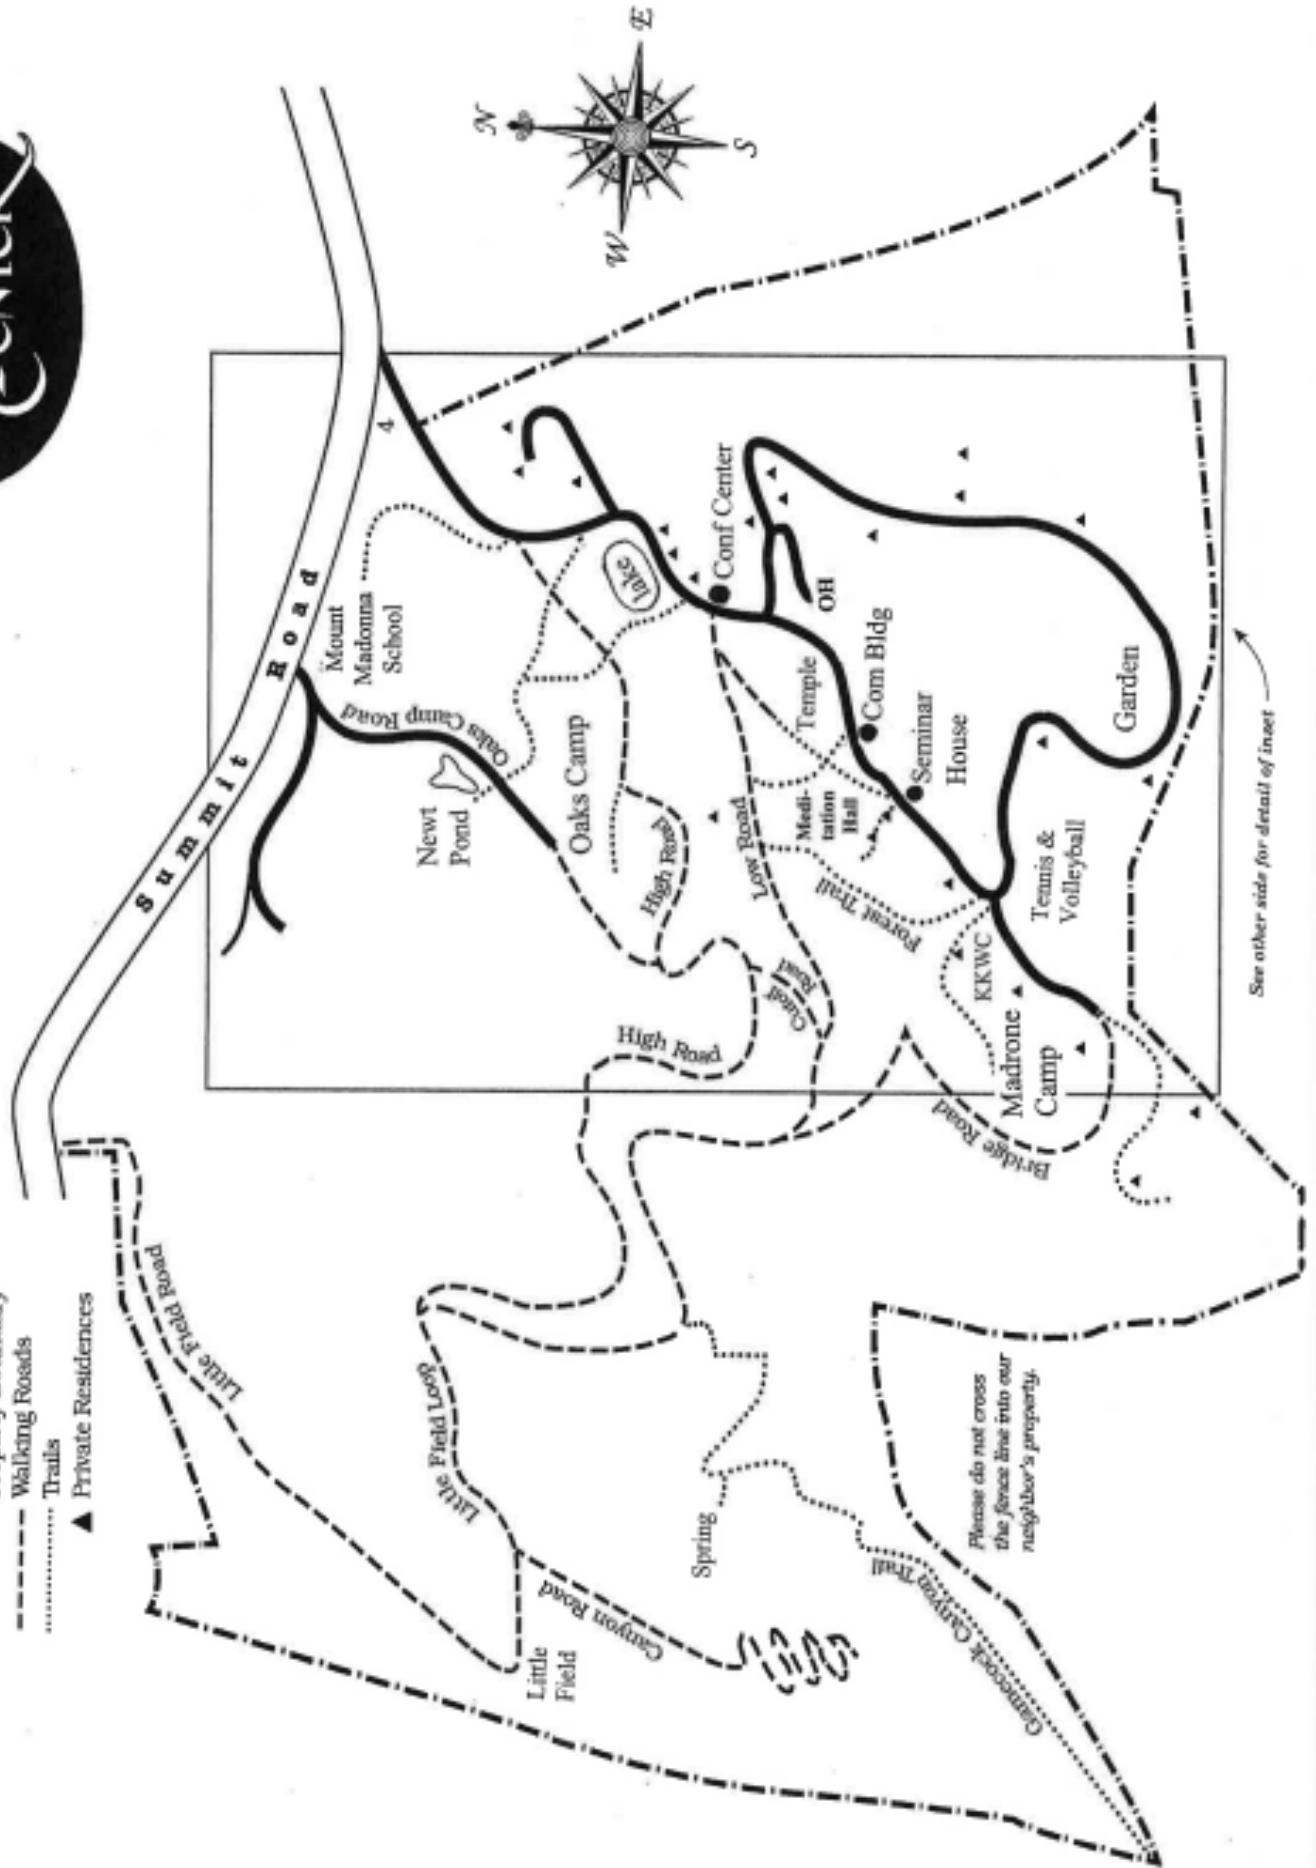 Walking Roads
Trails
Private Residences
Summit Road
N
E
S
W
4
Mount
Madonna
School
Oaks Camp Road
Newt
Pond
Oaks Camp
lake
Conf Center
OH
High Road
Low Road
Temple
Com Bldg
Medi-
tation
Hall
Seminar
House
Forest Trail
Garden
Tennis &
Volleyball
KKWC
Cutoff
Road
High Road
Madrone
Camp
Bridge Road
Little Field Road
Little Field Loop
Little
Field
Canyon Road
Spring
Gamecock Canyon Trail
Please do not cross
the fence line into our
neighbor's property.
See other side for detail of inset